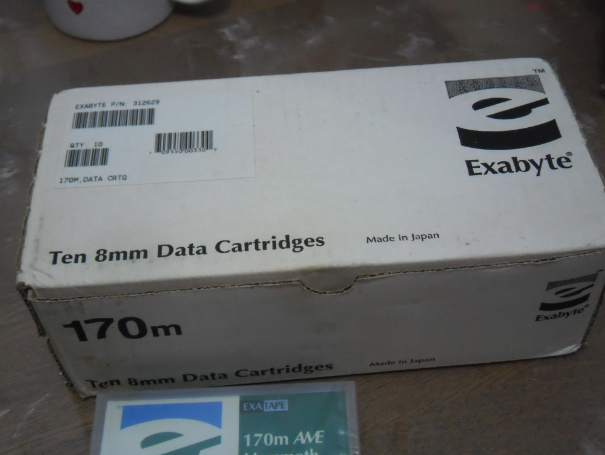 EXABYTE P/N: 312629
QTY: 10
170M, DATA CRTG
TM
Exabyte®
Ten 8mm Data Cartridges
Made in Japan
170m
Exabyte®
Ten 8mm Data Cartridges
Made in Japan
EXATAPE
170m AME